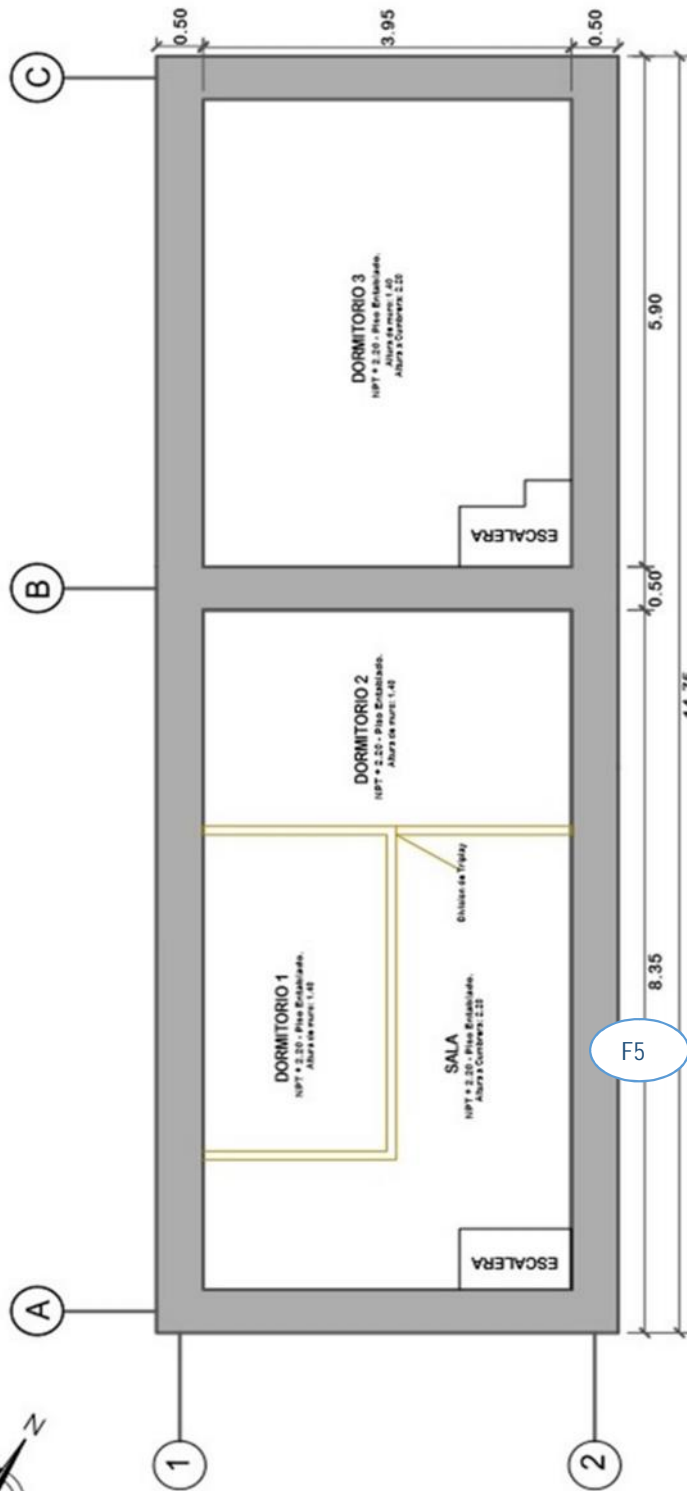 C
B
A
N
1
2
0.50
3.95
0.50
DORMITORIO 3
NPT + 2.20 - Piso Entablado.
Altura de muro: 1.40
Altura a Cumbrera: 2.20
ESCALERA
DORMITORIO 2
NPT + 2.20 - Piso Entablado.
Altura de muro: 1.40
DORMITORIO 1
NPT + 2.20 - Piso Entablado.
Altura de muro: 1.40
Division de Triplay
SALA
NPT + 2.20 - Piso Entablado.
Altura a Cumbrera: 2.20
ESCALERA
5.90
0.50
8.35
F5